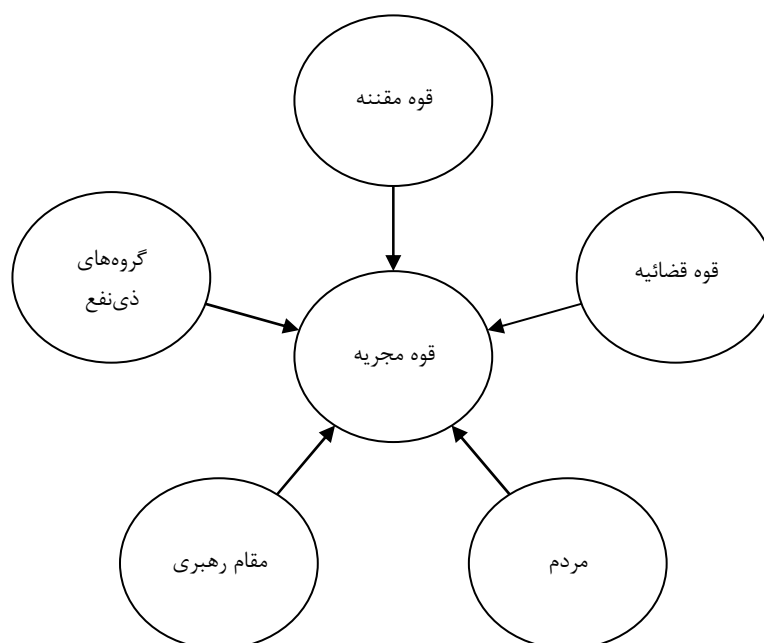 قوه مقننه
قوه قضائیه
گروه‌های
ذی‌نفع
قوه مجریه
مقام رهبری
مردم